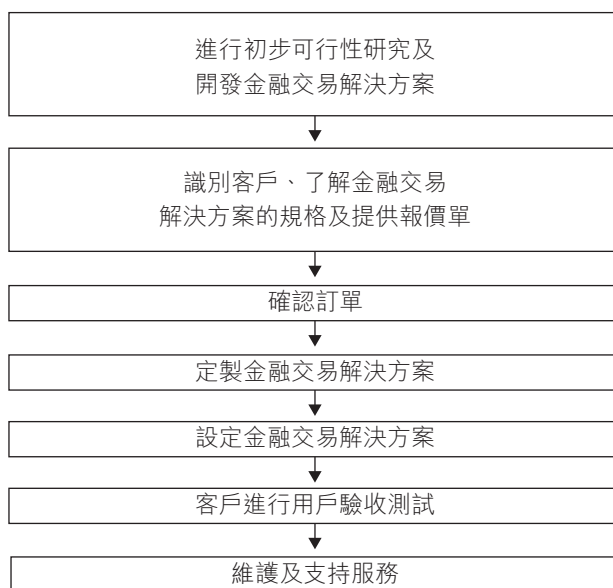 進行初步可行性研究及
開發金融交易解決方案
識別客戶、了解金融交易
解決方案的規格及提供報價單
確認訂單
定製金融交易解決方案
設定金融交易解決方案
客戶進行用戶驗收測試
維護及支持服務